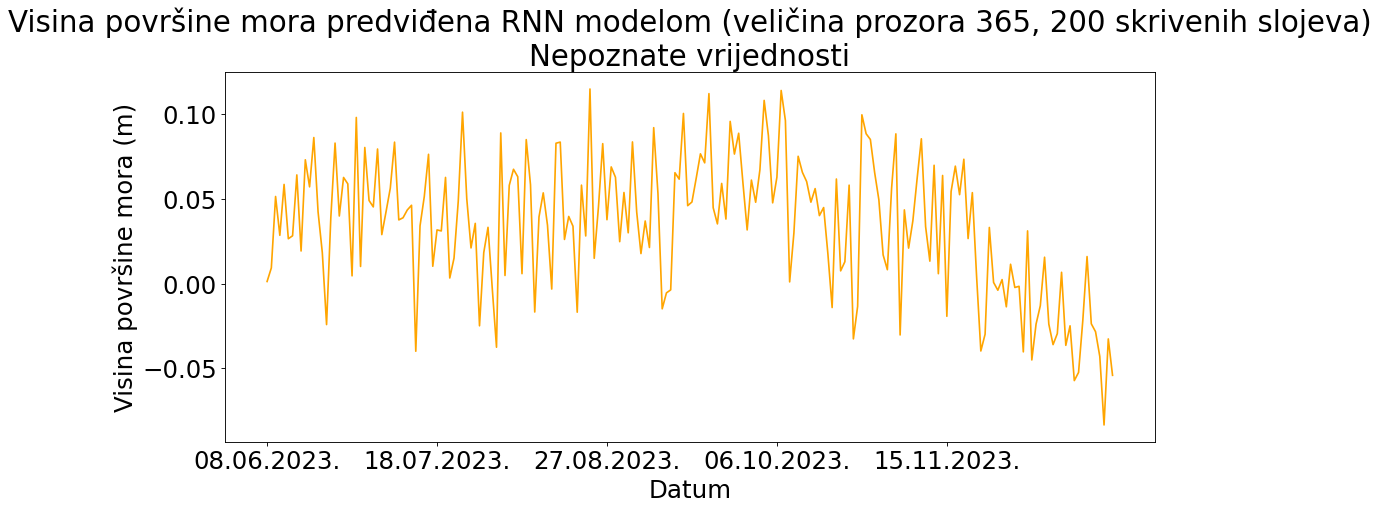 Visina površine mora predviđena RNN modelom (veličina prozora 365, 200 skrivenih slojeva)
Nepoznate vrijednosti
Visina površine mora (m)
0.10
0.05
0.00
−0.05
08.06.2023. 18.07.2023. 27.08.2023. 06.10.2023. 15.11.2023.
Datum